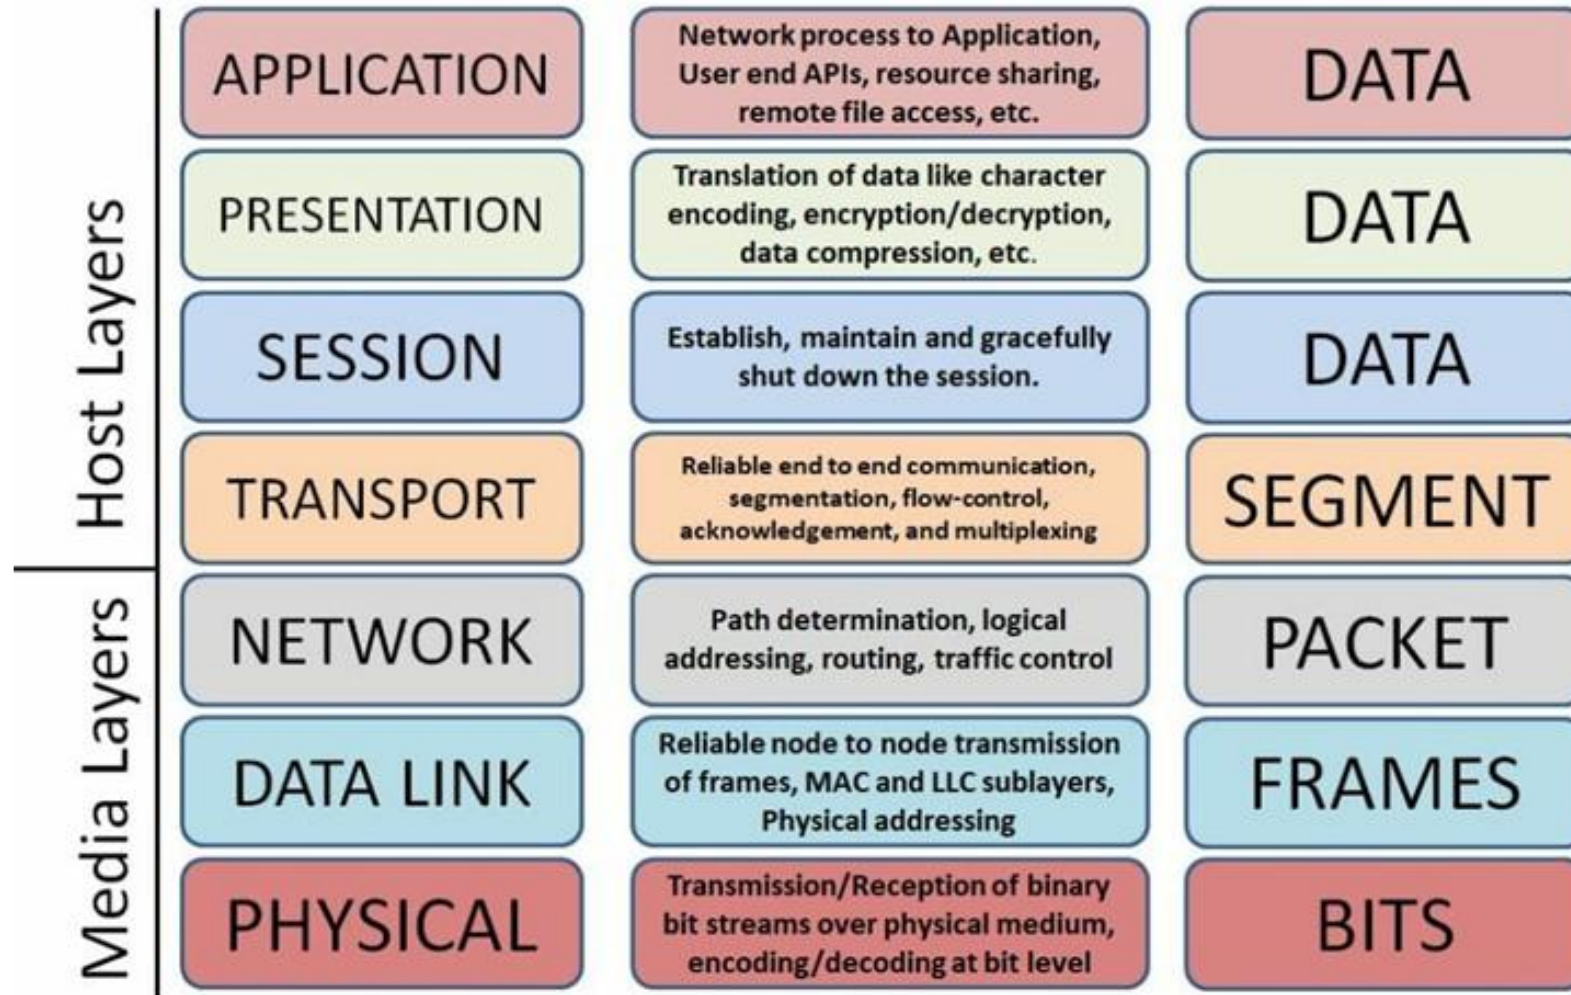 Host Layers
APPLICATION
Network process to Application,
User end APIs, resource sharing,
remote file access, etc.
DATA
PRESENTATION
Translation of data like character
encoding, encryption/decryption,
data compression, etc.
DATA
SESSION
Establish, maintain and gracefully
shut down the session.
DATA
TRANSPORT
Reliable end to end communication,
segmentation, flow-control,
acknowledgement, and multiplexing
SEGMENT
Media Layers
NETWORK
Path determination, logical
addressing, routing, traffic control
PACKET
DATA LINK
Reliable node to node transmission
of frames, MAC and LLC sublayers,
Physical addressing
FRAMES
PHYSICAL
Transmission/Reception of binary
bit streams over physical medium,
encoding/decoding at bit level
BITS